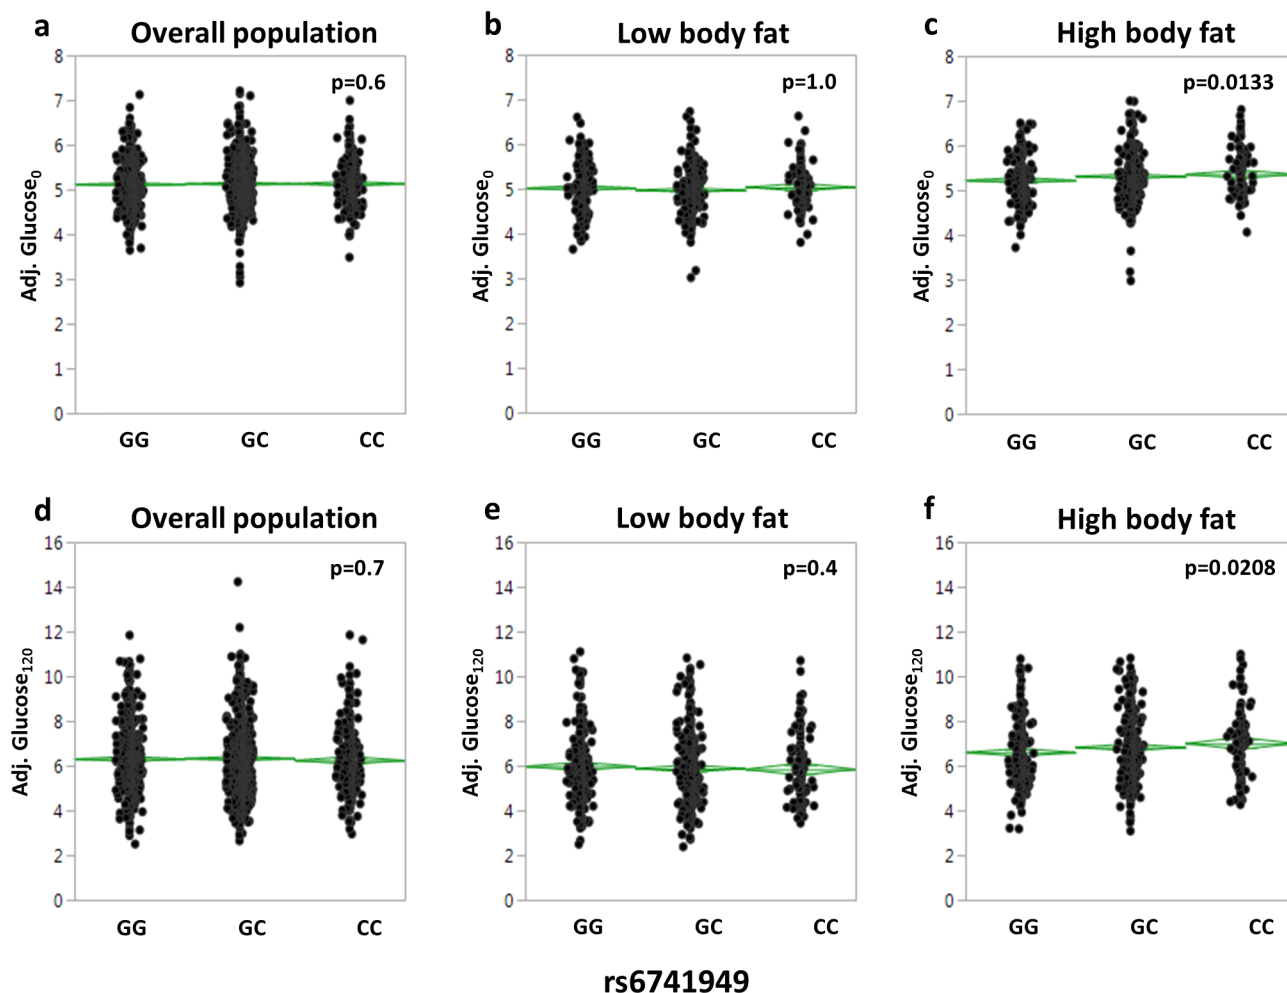 a Overall population
b Low body fat
c High body fat
p=0.6
p=1.0
p=0.0133
Adj. Glucose0
8
7
6
5
4
3
2
1
0
GG GC CC
Adj. Glucose0
8
7
6
5
4
3
2
1
0
GG GC CC
Adj. Glucose0
8
7
6
5
4
3
2
1
0
GG GC CC
d Overall population
e Low body fat
f High body fat
p=0.7
p=0.4
p=0.0208
Adj. Glucose120
16
14
12
10
8
6
4
2
0
GG GC CC
Adj. Glucose120
16
14
12
10
8
6
4
2
0
GG GC CC
Adj. Glucose120
16
14
12
10
8
6
4
2
0
GG GC CC
rs6741949